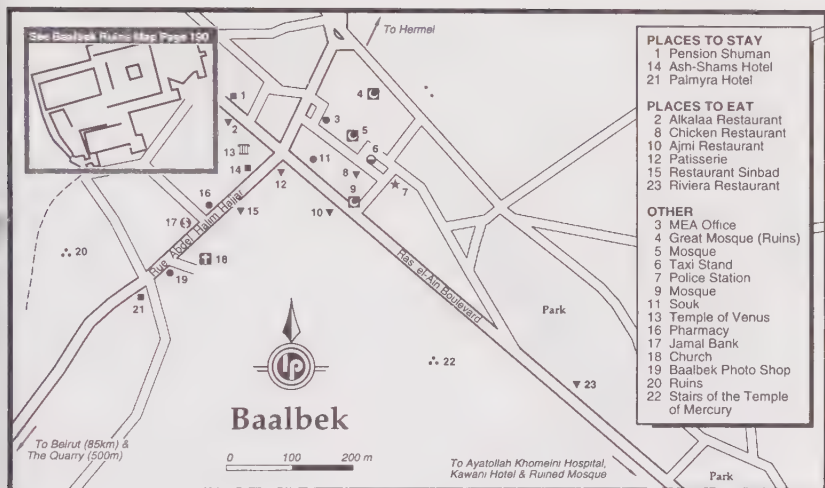 See Baalbek Ruins Map Page 190
To Hermel
4
1
2
3
5
13
6
11
14
8
12
7
16
9
15
10
17
Rue Abdel Halim Hajjar
20
18
19
Ras el-Ain Boulevard
21
Park
22
23
lp
Baalbek
To Beirut (85km) &
The Quarry (500m)
0 100 200 m
To Ayatollah Khomeini Hospital,
Kawani Hotel & Ruined Mosque
Park
PLACES TO STAY
1 Pension Shuman
14 Ash-Shams Hotel
21 Palmyra Hotel
PLACES TO EAT
2 Alkalaa Restaurant
8 Chicken Restaurant
10 Ajmi Restaurant
12 Patisserie
15 Restaurant Sinbad
23 Riviera Restaurant
OTHER
3 MEA Office
4 Great Mosque (Ruins)
5 Mosque
6 Taxi Stand
7 Police Station
9 Mosque
11 Souk
13 Temple of Venus
16 Pharmacy
17 Jamal Bank
18 Church
19 Baalbek Photo Shop
20 Ruins
22 Stairs of the Temple
of Mercury